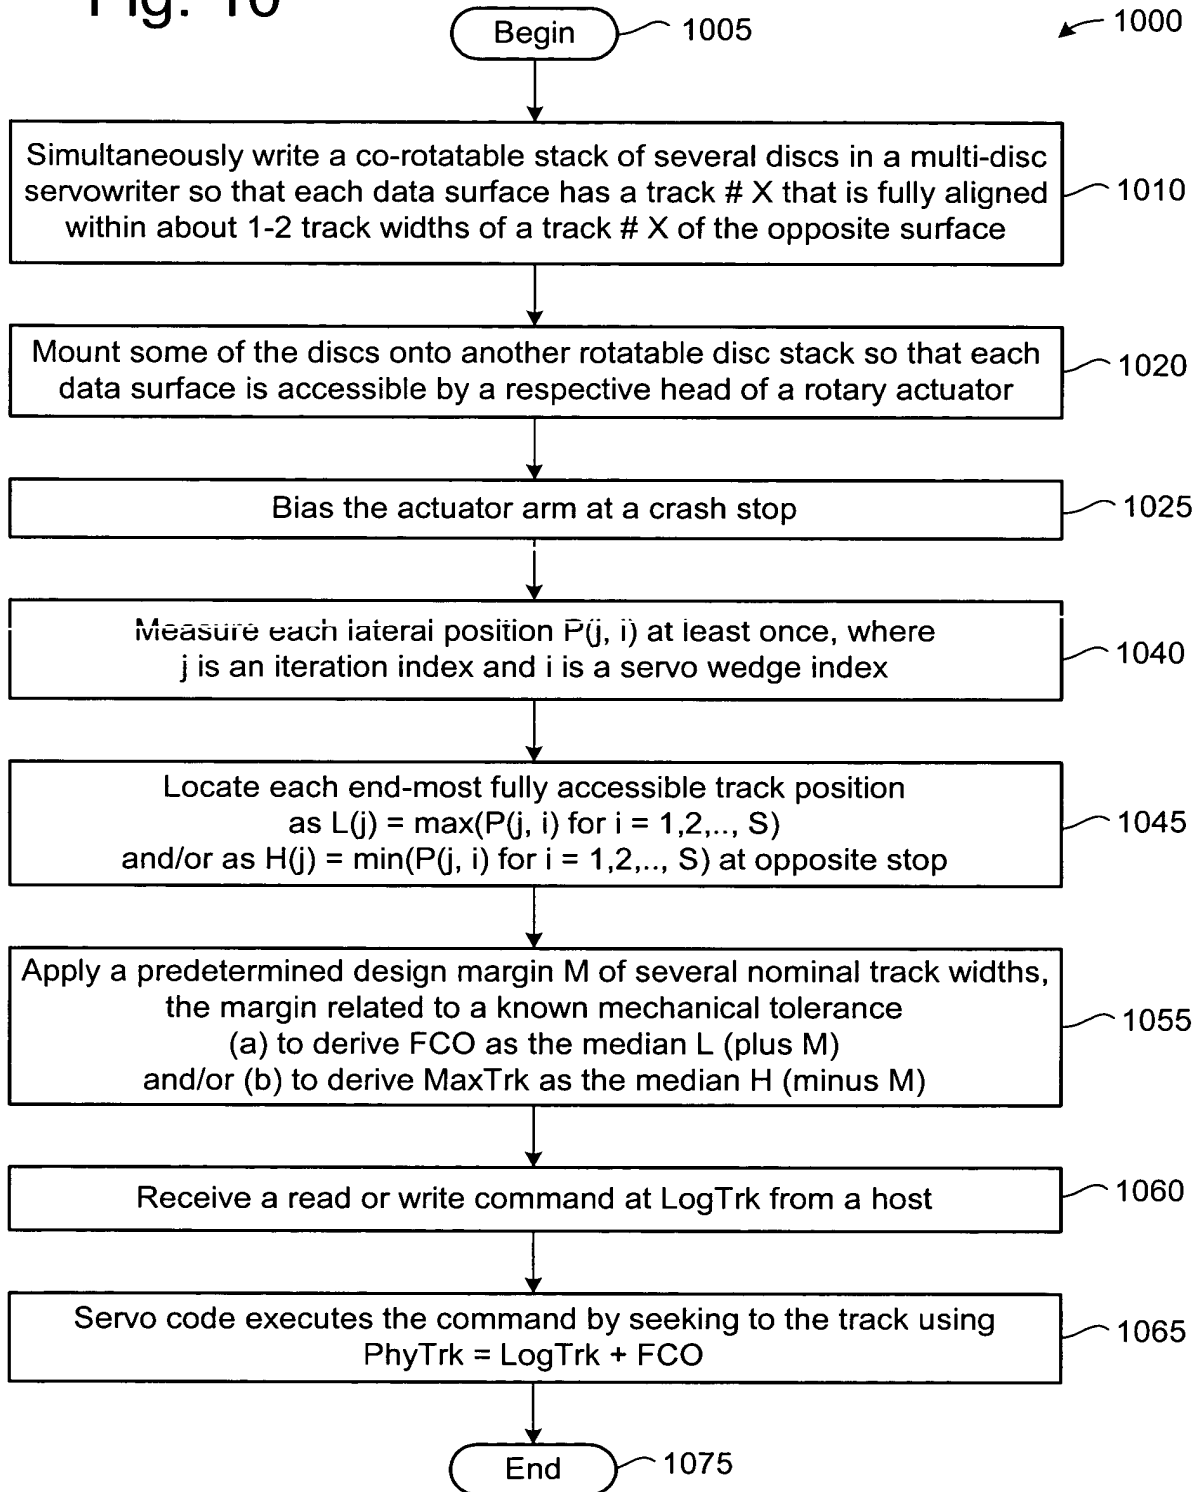 Fig. 10
Begin
1005
1000
Simultaneously write a co-rotatable stack of several discs in a multi-disc
servowriter so that each data surface has a track # X that is fully aligned
within about 1-2 track widths of a track # X of the opposite surface
1010
Mount some of the discs onto another rotatable disc stack so that each
data surface is accessible by a respective head of a rotary actuator
1020
Bias the actuator arm at a crash stop
1025
Measure each lateral position P(j, i) at least once, where
j is an iteration index and i is a servo wedge index
1040
Locate each end-most fully accessible track position
as L(j) = max(P(j, i) for i = 1,2,.., S)
and/or as H(j) = min(P(j, i) for i = 1,2,.., S) at opposite stop
1045
Apply a predetermined design margin M of several nominal track widths,
the margin related to a known mechanical tolerance
(a) to derive FCO as the median L (plus M)
and/or (b) to derive MaxTrk as the median H (minus M)
1055
Receive a read or write command at LogTrk from a host
1060
Servo code executes the command by seeking to the track using
PhyTrk = LogTrk + FCO
1065
End
1075